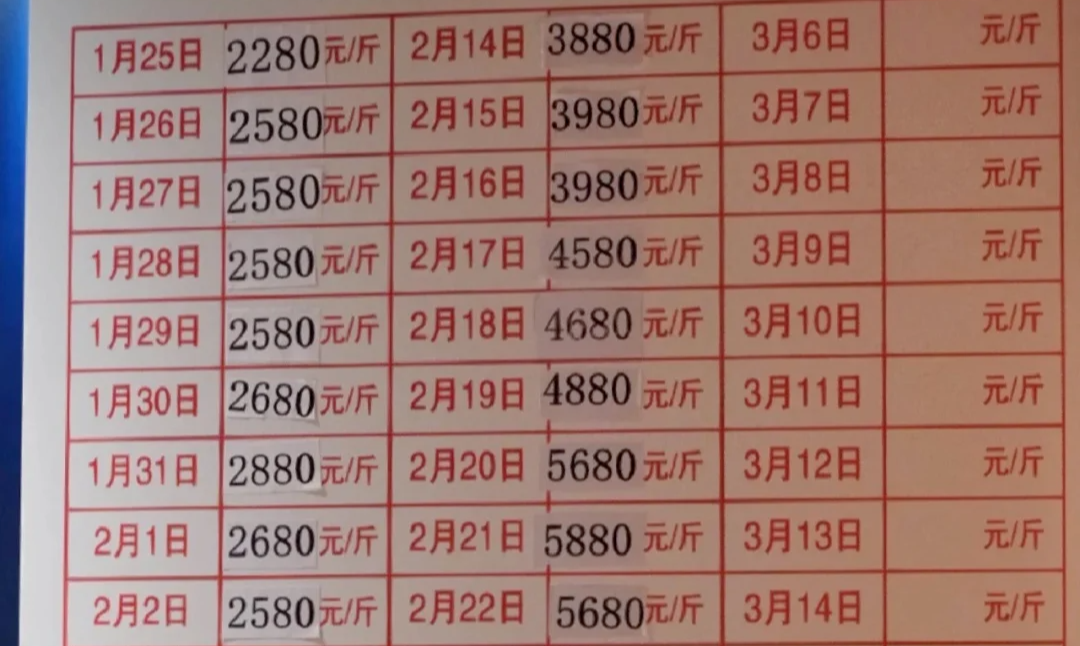 1月25日 2280元/斤 2月14日 3880元/斤 3月6日 元/斤
1月26日 2580元/斤 2月15日 3980元/斤 3月7日 元/斤
1月27日 2580元/斤 2月16日 3980元/斤 3月8日 元/斤
1月28日 2580元/斤 2月17日 4580元/斤 3月9日 元/斤
1月29日 2580元/斤 2月18日 4680元/斤 3月10日 元/斤
1月30日 2680元/斤 2月19日 4880元/斤 3月11日 元/斤
1月31日 2880元/斤 2月20日 5680元/斤 3月12日 元/斤
2月1日 2680元/斤 2月21日 5880元/斤 3月13日 元/斤
2月2日 2580元/斤 2月22日 5680元/斤 3月14日 元/斤